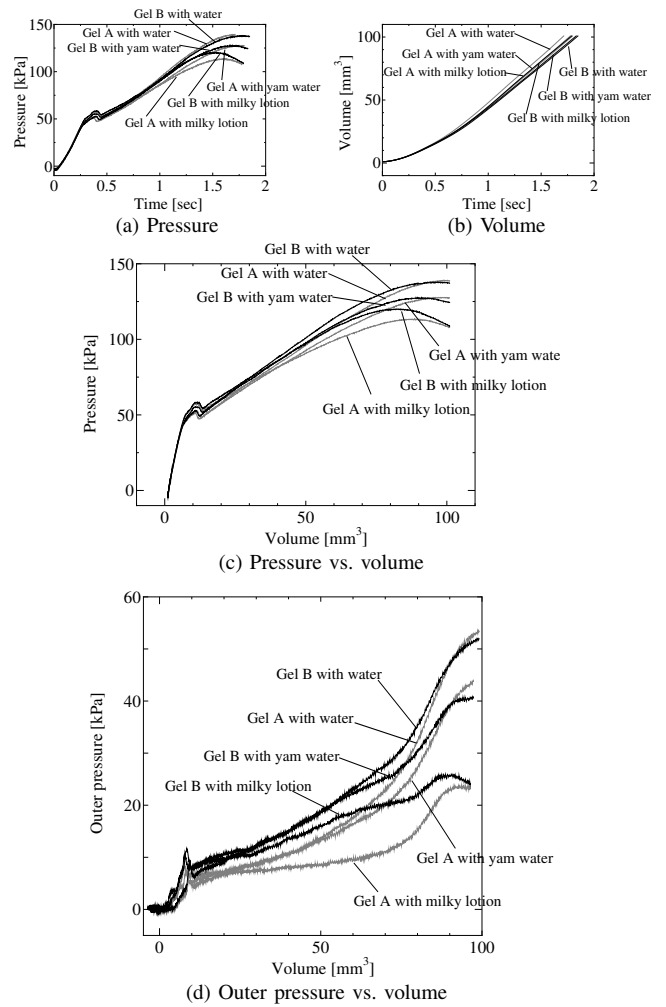 Gel B with water
Gel A with water
Gel B with yam water
Gel A with yam water
Gel B with milky lotion
Gel A with milky lotion
150
125
100
50
0
Pressure [kPa]
0 0.5 1 1.5 2
Time [sec]
(a) Pressure
Gel A with water
Gel A with yam water
Gel A with milky lotion
Gel B with water
Gel B with yam water
Gel B with milky lotion
100
50
0
Volume [mm3]
0 0.5 1 1.5 2
Time [sec]
(b) Volume
Gel B with water
Gel A with water
Gel B with yam water
Gel A with yam wate
Gel B with milky lotion
Gel A with milky lotion
150
100
50
0
Pressure [kPa]
0 50 100
Volume [mm3]
(c) Pressure vs. volume
60
40
20
0
Outer pressure [kPa]
Gel B with water
Gel A with water
Gel B with yam water
Gel B with milky lotion
Gel A with yam water
Gel A with milky lotion
0 50 100
Volume [mm3]
(d) Outer pressure vs. volume